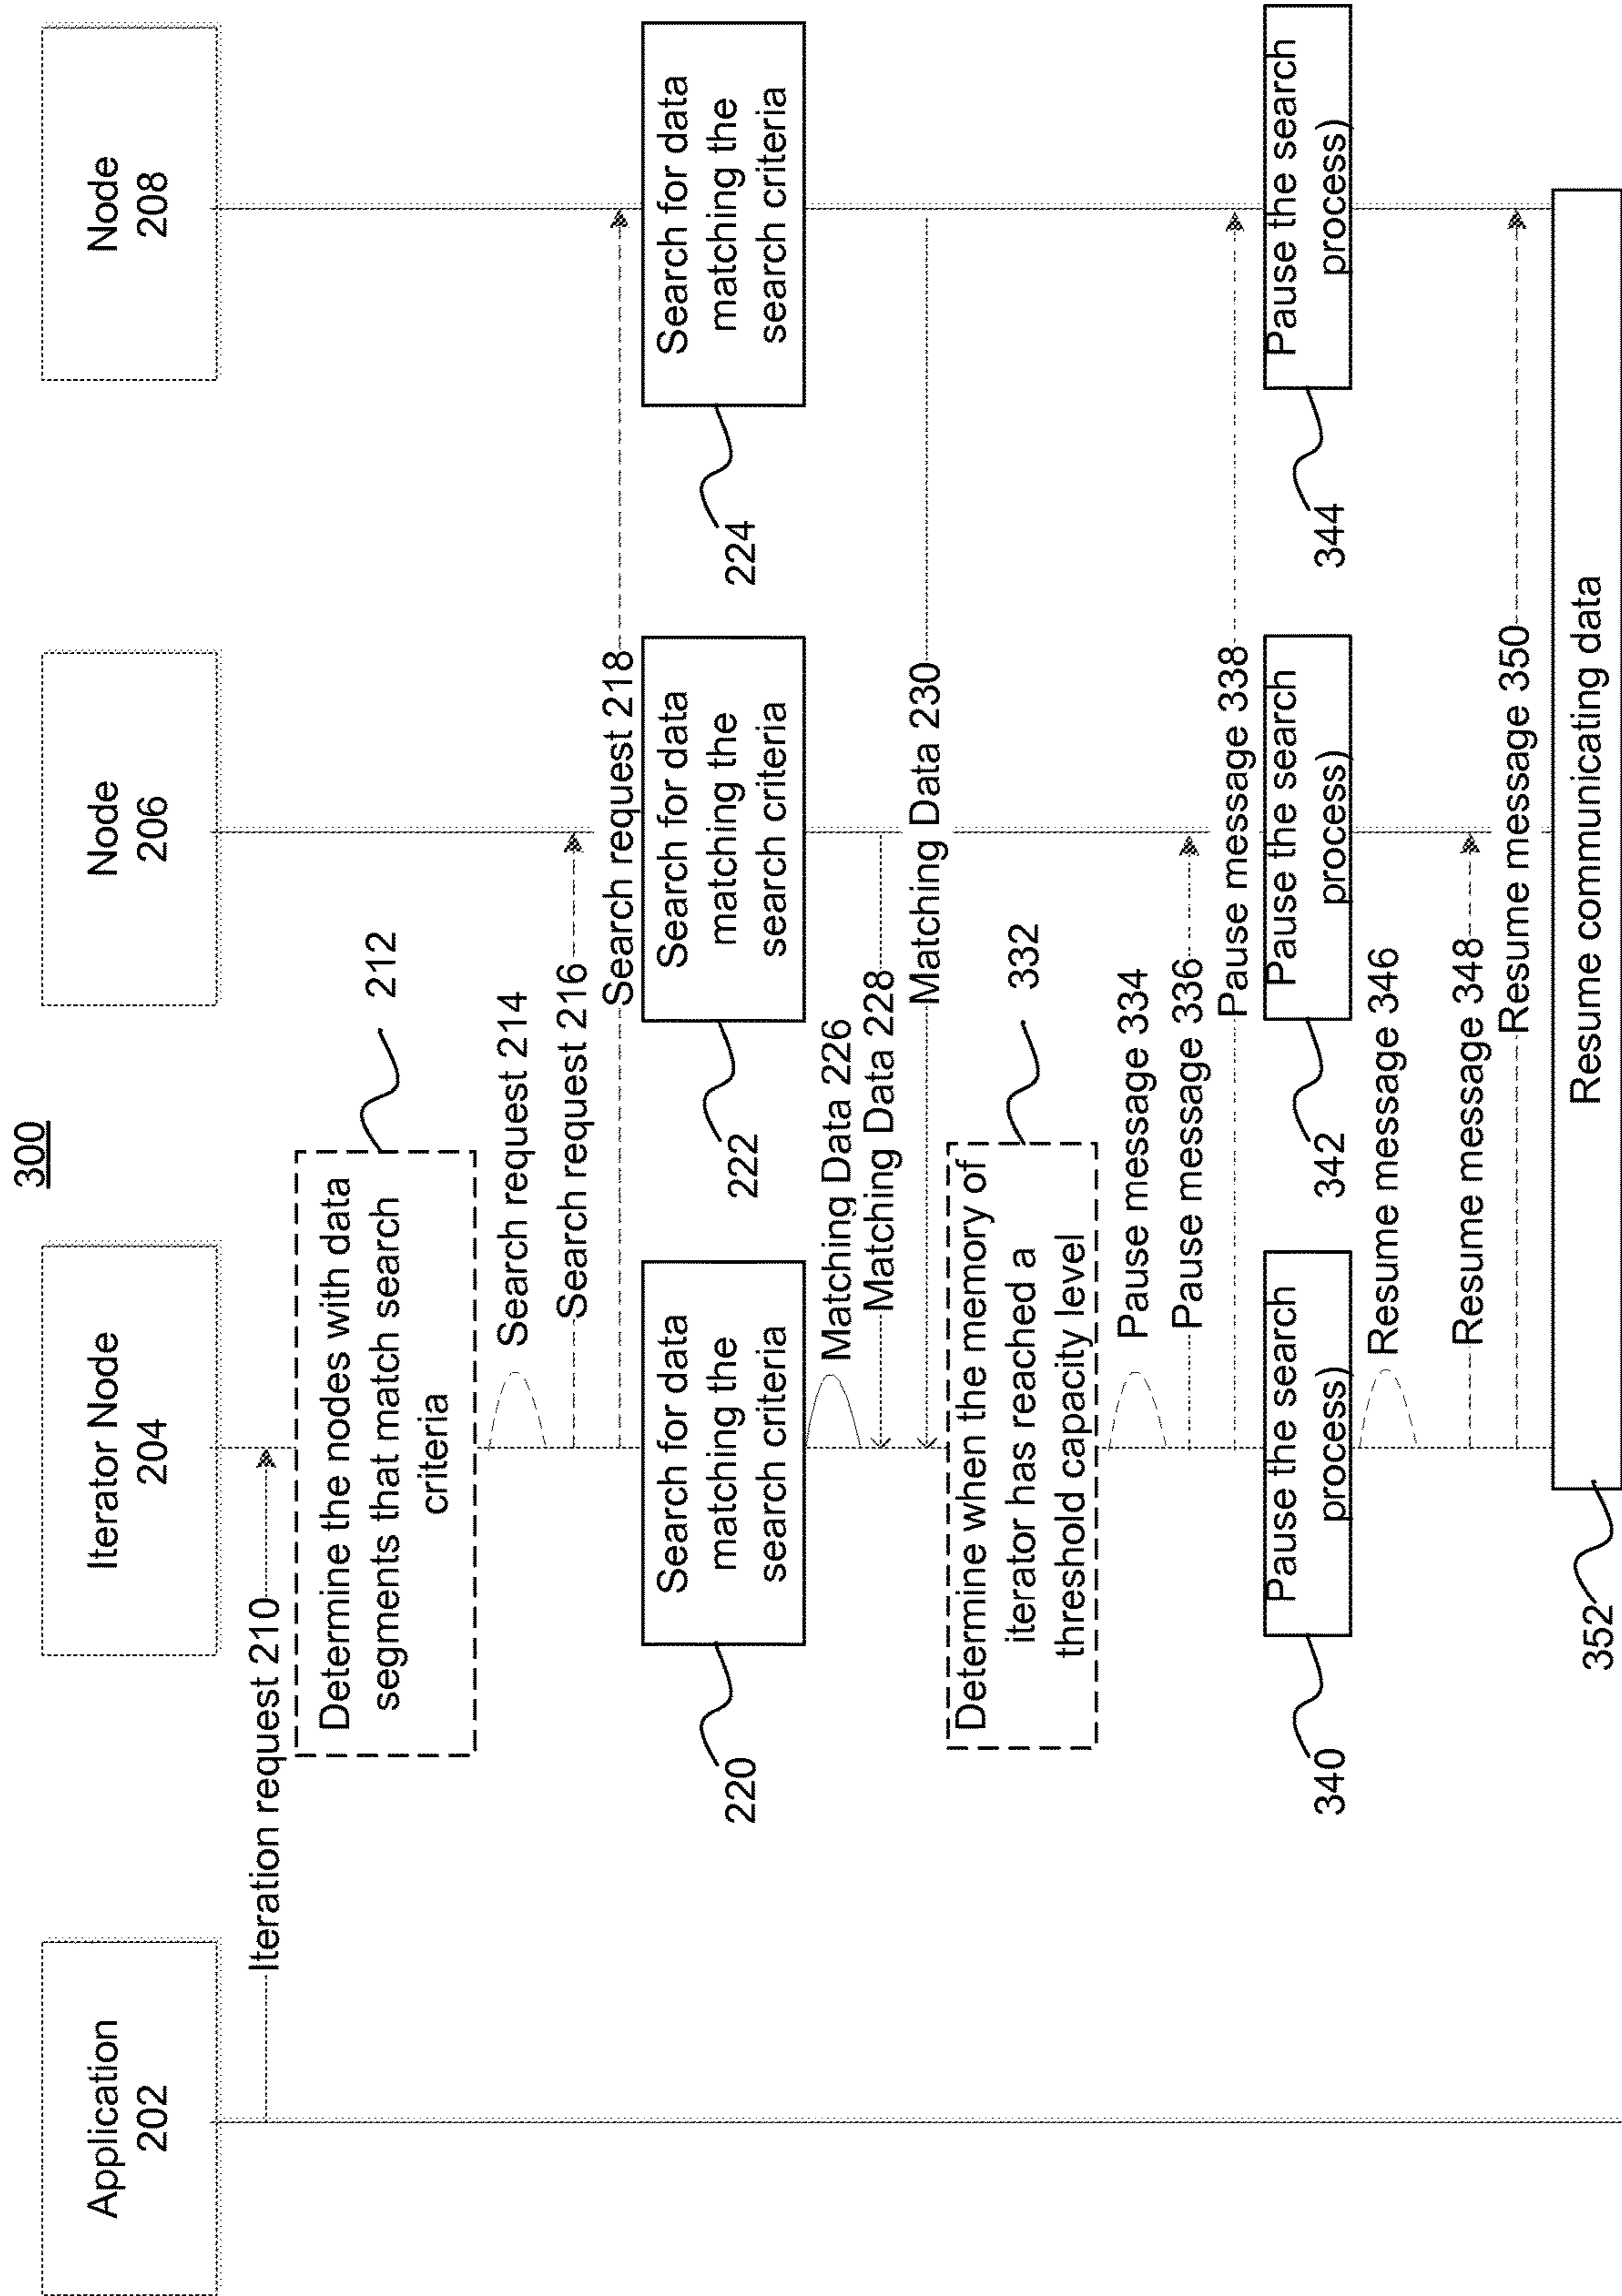 300
Application
202
Iterator Node
204
Node
206
Node
208
Iteration request 210
Determine the nodes with data
segments that match search
criteria
212
Search request 214
Search request 216
Search request 218
Search for data
matching the
search criteria
220
Search for data
matching the
search criteria
222
Search for data
matching the
search criteria
224
Matching Data 226
Matching Data 228
Matching Data 230
Determine when the memory of
iterator has reached a
threshold capacity level
332
Pause message 334
Pause message 336
Pause message 338
Pause the search
process)
340
Pause the search
process)
342
Pause the search
process)
344
Resume message 346
Resume message 348
Resume message 350
Resume communicating data
352